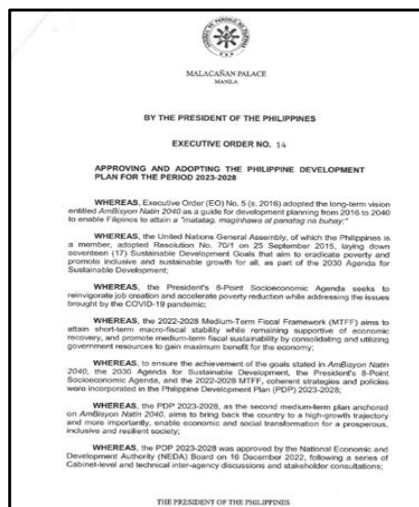 MALACAÑAN PALACE
MANILA
BY THE PRESIDENT OF THE PHILIPPINES
EXECUTIVE ORDER NO. 14
APPROVING AND ADOPTING THE PHILIPPINE DEVELOPMENT
PLAN FOR THE PERIOD 2023-2028
WHEREAS, Executive Order (EO) No. 5 (s. 2016) adopted the long-term vision
entitled AmBisyon Natin 2040 as a guide for development planning from 2016 to 2040
to enable Filipinos to attain a "matatag, maginhawa at panatag na buhay;"
WHEREAS, the United Nations General Assembly, of which the Philippines is
a member, adopted Resolution No. 70/1 on 25 September 2015, laying down
seventeen (17) Sustainable Development Goals that aim to eradicate poverty and
promote inclusive and sustainable growth for all, as part of the 2030 Agenda for
Sustainable Development;
WHEREAS, the President's 8-Point Socioeconomic Agenda seeks to
reinvigorate job creation and accelerate poverty reduction while addressing the issues
brought by the COVID-19 pandemic;
WHEREAS, the 2022-2028 Medium-Term Fiscal Framework (MTFF) aims to
attain short-term macro-fiscal stability while remaining supportive of economic
recovery, and promote medium-term fiscal sustainability by consolidating and utilizing
government resources to gain maximum benefit for the economy;
WHEREAS, to ensure the achievement of the goals stated in AmBisyon Natin
2040, the 2030 Agenda for Sustainable Development, the President's 8-Point
Socioeconomic Agenda, and the 2022-2028 MTFF, coherent strategies and policies
were incorporated in the Philippine Development Plan (PDP) 2023-2028;
WHEREAS, the PDP 2023-2028, as the second medium-term plan anchored
on AmBisyon Natin 2040, aims to bring back the country to a high-growth trajectory
and more importantly, enable economic and social transformation for a prosperous,
inclusive and resilient society;
WHEREAS, the PDP 2023-2028 was approved by the National Economic and
Development Authority (NEDA) Board on 16 December 2022, following a series of
Cabinet-level and technical inter-agency discussions and stakeholder consultations;
THE PRESIDENT OF THE PHILIPPINES